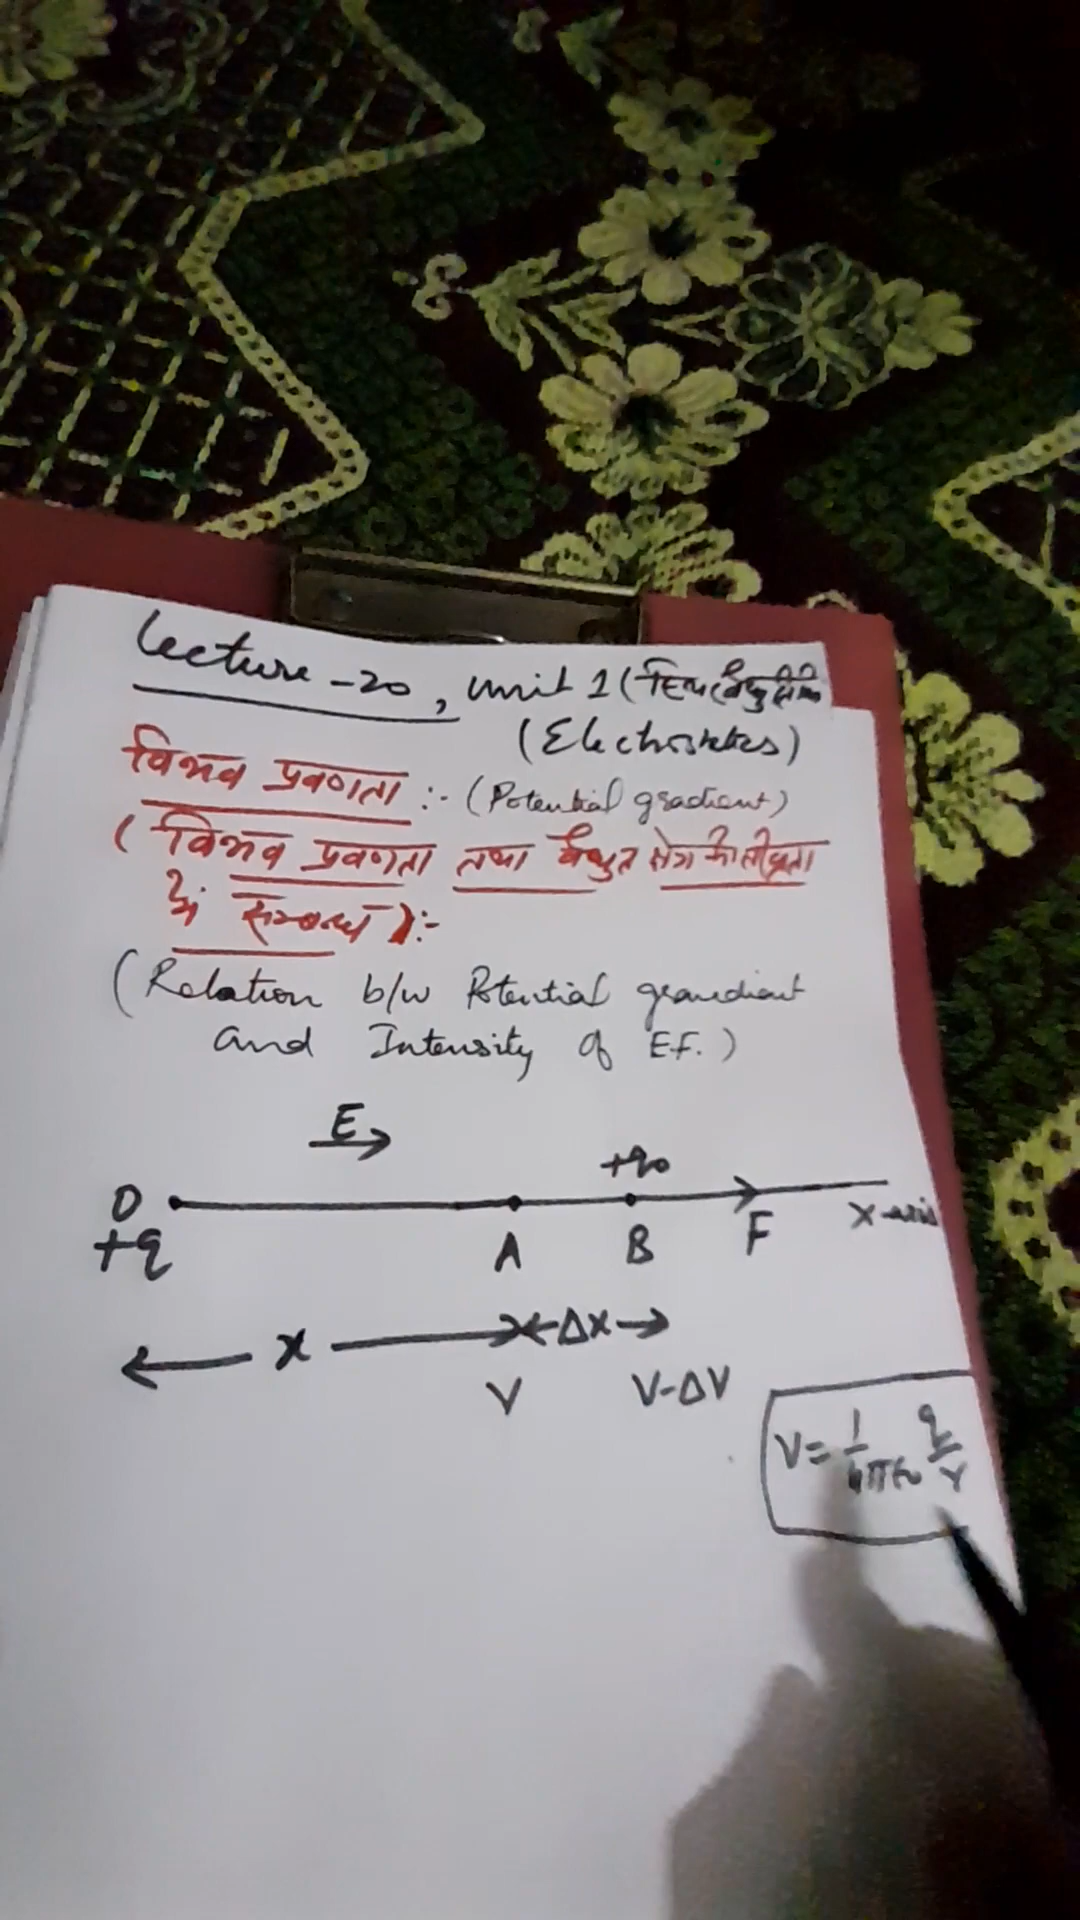 Lecture-20, unit 1 (स्थिर वैद्युतिकी
(Electrostatics)
विभव प्रवणता :- (Potential gradient)
( विभव प्रवणता तथा वैधुत क्षेत्र की तीव्रता
में सम्बन्ध ):-
(Relation b/w Potential graredient
and Intensity of E.F.)
E
+q₀
O
+q
A
B
F
X-axis
x
Δx
V
V-ΔV
V = 1/4πε₀ q/r